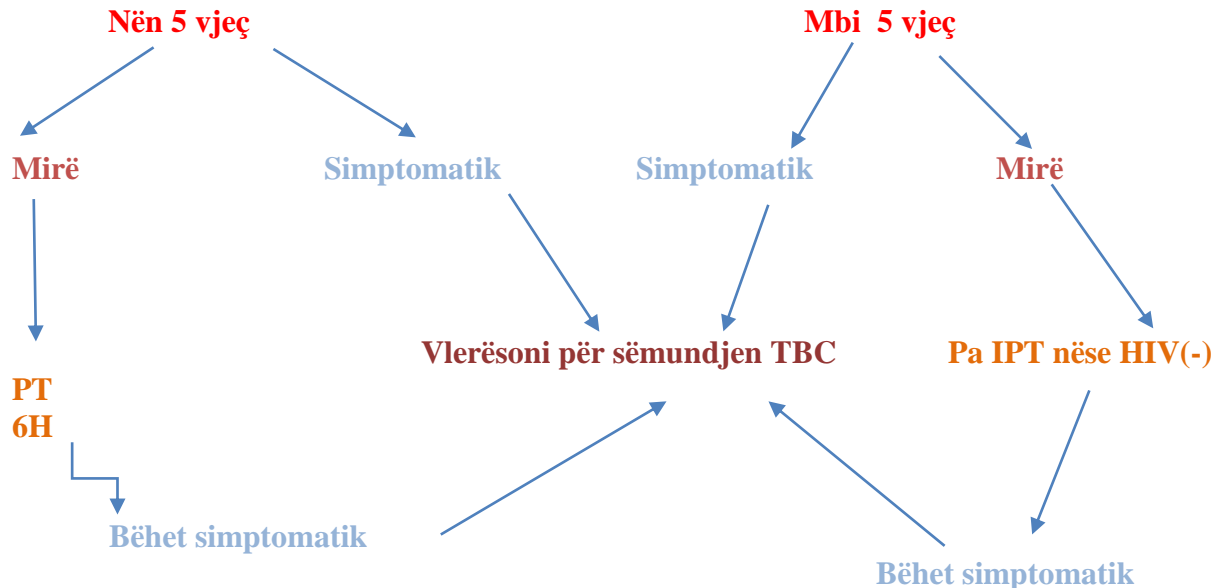 Nën 5 vjeç
Mbi 5 vjeç
Mirë
Simptomatik
Simptomatik
Mirë
Vlerësoni për sëmundjen TBC
Pa IPT nëse HIV(-)
PT
6H
Bëhet simptomatik
Bëhet simptomatik